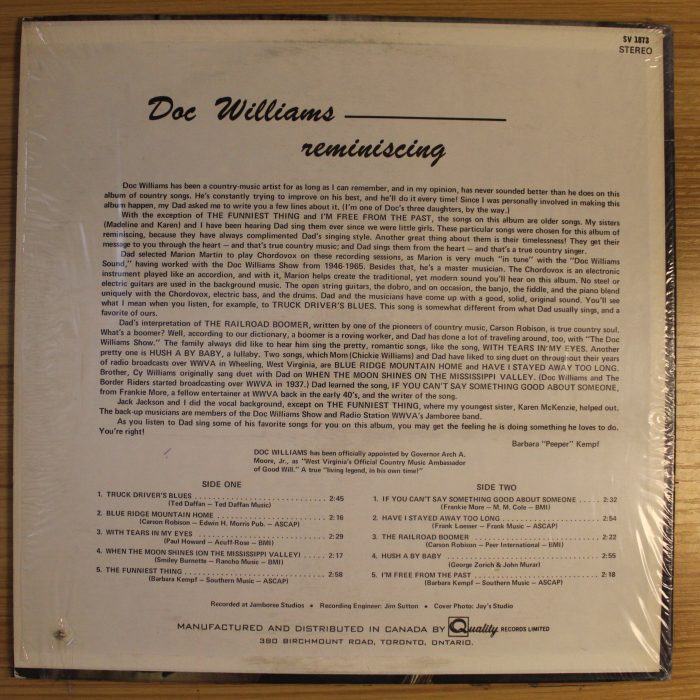 SV 1873
STEREO
Doc Williams
reminiscing
Doc Williams has been a country-music artist for as long as I can remember, and in my opinion, has never sounded better than he does on this
album of country songs. He's constantly trying to improve on his best, and he'll do it every time! Since I was personally involved in making this
album happen, my Dad asked me to write you a few lines about it. (I'm one of Doc's three daughters, by the way.)
With the exception of THE FUNNIEST THING and I'M FREE FROM THE PAST, the songs on this album are older songs. My sisters
(Madeline and Karen) and I have been hearing Dad sing them ever since we were little girls. These particular songs were chosen for this album of
reminiscing, because they have always complimented Dad's singing style. Another great thing about them is their timelessness! They get their
message to you through the heart — and that's true country music; and Dad sings them from the heart — and that's a true country singer.
Dad selected Marion Martin to play Chordovox on these recording sessions, as Marion is very much "in tune" with the "Doc Williams
Sound," having worked with the Doc Williams Show from 1946-1965. Besides that, he's a master musician. The Chordovox is an electronic
instrument played like an accordion, and with it, Marion helps create the traditional, yet modern sound you'll hear on this album. No steel or
electric guitars are used in the background music. The open string guitars, the dobro, and on occasion, the banjo, the fiddle, and the piano blend
uniquely with the Chordovox, electric bass, and the drums. Dad and the musicians have come up with a good, solid, original sound. You'll see
what I mean when you listen, for example, to TRUCK DRIVER'S BLUES. This song is somewhat different from what Dad usually sings, and a
favorite of ours.
Dad's interpretation of THE RAILROAD BOOMER, written by one of the pioneers of country music, Carson Robison, is true country soul.
What's a boomer? Well, according to our dictionary, a boomer is a roving worker, and Dad has done a lot of traveling around, too, with "The Doc
Williams Show." The family always did like to hear him sing the pretty, romantic songs, like the song, WITH TEARS IN MY EYES. Another
pretty one is HUSH A BY BABY, a lullaby. Two songs, which Mom (Chickie Williams) and Dad have liked to sing duet on throughout their years
of radio broadcasts over WWVA in Wheeling, West Virginia, are BLUE RIDGE MOUNTAIN HOME and HAVE I STAYED AWAY TOO LONG.
Brother, Cy Williams originally sang duet with Dad on WHEN THE MOON SHINES ON THE MISSISSIPPI VALLEY. (Doc Williams and The
Border Riders started broadcasting over WWVA in 1937.) Dad learned the song, IF YOU CAN'T SAY SOMETHING GOOD ABOUT SOMEONE,
from Frankie More, a fellow entertainer at WWVA back in the early 40's, and the writer of the song.
Jack Jackson and I did the vocal background, except on THE FUNNIEST THING, where my youngest sister, Karen McKenzie, helped out.
The back-up musicians are members of the Doc Williams Show and Radio Station WWVA's Jamboree band.
As you listen to Dad sing some of his favorite songs for you on this album, you may get the feeling he is doing something he loves to do.
You're right!
Barbara "Peeper" Kempf
DOC WILLIAMS has been officially appointed by Governor Arch A.
Moore, Jr., as "West Virginia's Official Country Music Ambassador
of Good Will." A true "living legend, in his own time!"
SIDE ONE
1. TRUCK DRIVER'S BLUES . . . . . . . . . . . . . . . . . . . . 2:45
(Ted Daffan — Ted Daffan Music)
2. BLUE RIDGE MOUNTAIN HOME . . . . . . . . . . . . . . . 2:16
(Carson Robison — Edwin H. Morris Pub. — ASCAP)
3. WITH TEARS IN MY EYES . . . . . . . . . . . . . . . . . . . 2:29
(Paul Howard — Acuff-Rose — BMI)
4. WHEN THE MOON SHINES (ON THE MISSISSIPPI VALLEY) . . 2:17
(Smiley Burnette — Rancho Music — BMI)
5. THE FUNNIEST THING . . . . . . . . . . . . . . . . . . . . 2:58
(Barbara Kempf — Southern Music — ASCAP)
SIDE TWO
1. IF YOU CAN'T SAY SOMETHING GOOD ABOUT SOMEONE . . . . . 2:32
(Frankie More — M. M. Cole — BMI)
2. HAVE I STAYED AWAY TOO LONG . . . . . . . . . . . . . . . 2:54
(Frank Loesser — Frank Music — ASCAP)
3. THE RAILROAD BOOMER . . . . . . . . . . . . . . . . . . . 2:22
(Carson Robison — Peer International — BMI)
4. HUSH A BY BABY . . . . . . . . . . . . . . . . . . . . . . 2:55
(George Zorich & John Murar)
5. I'M FREE FROM THE PAST . . . . . . . . . . . . . . . . . . 2:18
(Barbara Kempf — Southern Music — ASCAP)
Recorded at Jamboree Studios • Recording Engineer: Jim Sutton • Cover Photo: Jay's Studio
MANUFACTURED AND DISTRIBUTED IN CANADA BY Quality RECORDS LIMITED
380 BIRCHMOUNT ROAD, TORONTO, ONTARIO.